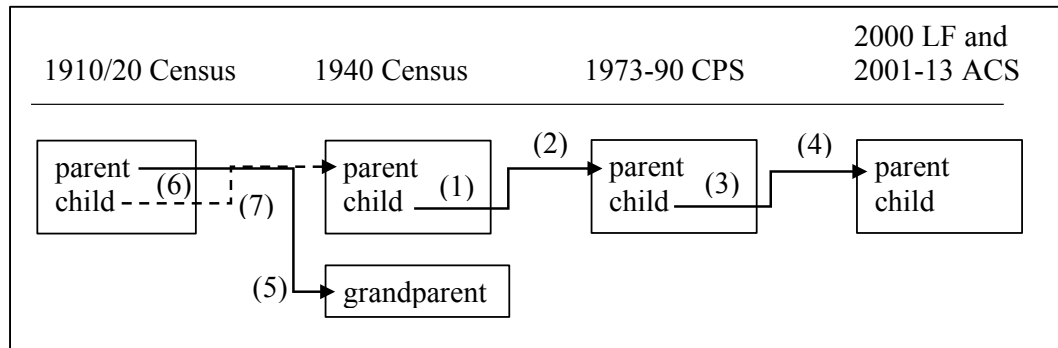 2000 LF and
1910/20 Census 1940 Census 1973-90 CPS 2001-13 ACS
(2) (4)
parent parent parent parent
(6) (1) (3)
child (7) child child child
(5) grandparent